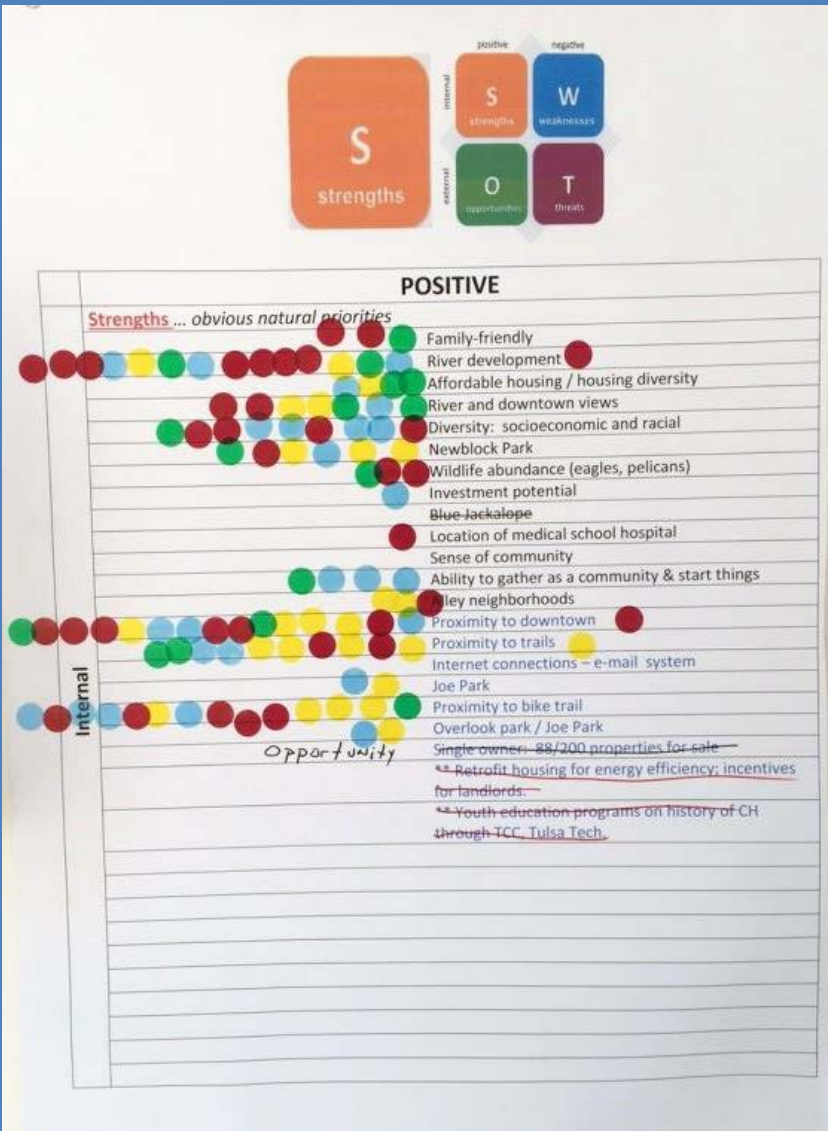 positive negative
internal
S
strengths
S
strengths
W
weaknesses
external
O
opportunities
T
threats
POSITIVE
Strengths ... obvious natural priorities
Family-friendly
River development
Affordable housing / housing diversity
River and downtown views
Diversity: socioeconomic and racial
Newblock Park
Wildlife abundance (eagles, pelicans)
Investment potential
Blue Jackalope
Location of medical school hospital
Sense of community
Ability to gather as a community & start things
Alley neighborhoods
Proximity to downtown
Proximity to trails
Internet connections – e-mail system
Joe Park
Proximity to bike trail
Overlook park / Joe Park
Internal
Opportunity
Single owner: 88/200 properties for sale
** Retrofit housing for energy efficiency; incentives
for landlords.
** Youth education programs on history of CH
through TCC, Tulsa Tech.